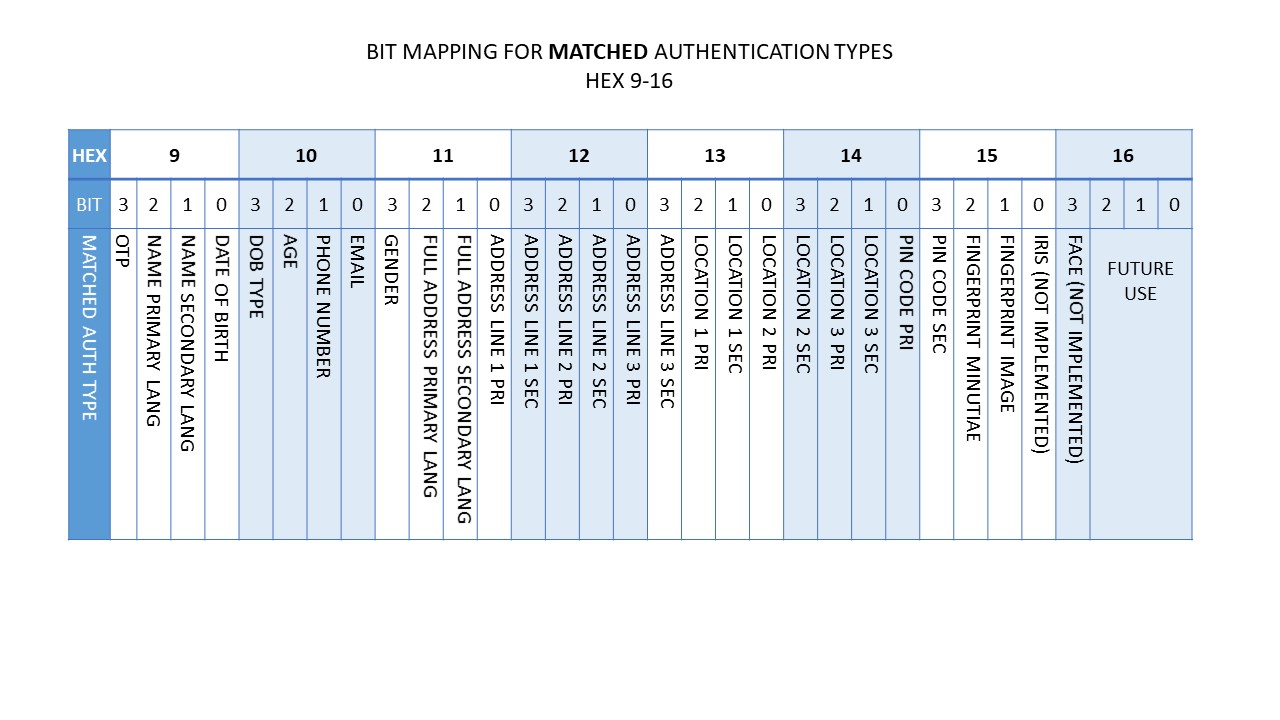 BIT MAPPING FOR MATCHED AUTHENTICATION TYPES
HEX 9-16
HEX 9 10 11 12 13 14 15 16
BIT 3 2 1 0 3 2 1 0 3 2 1 0 3 2 1 0 3 2 1 0 3 2 1 0 3 2 1 0 3 2 1 0
MATCHED AUTH TYPE
OTP
NAME PRIMARY LANG
NAME SECONDARY LANG
DATE OF BIRTH
DOB TYPE
AGE
PHONE NUMBER
EMAIL
GENDER
FULL ADDRESS PRIMARY LANG
FULL ADDRESS SECONDARY LANG
ADDRESS LINE 1 PRI
ADDRESS LINE 1 SEC
ADDRESS LINE 2 PRI
ADDRESS LINE 2 SEC
ADDRESS LINE 3 PRI
ADDRESS LINE 3 SEC
LOCATION 1 PRI
LOCATION 1 SEC
LOCATION 2 PRI
LOCATION 2 SEC
LOCATION 3 PRI
LOCATION 3 SEC
PIN CODE PRI
PIN CODE SEC
FINGERPRINT MINUTIAE
FINGERPRINT IMAGE
IRIS (NOT IMPLEMENTED)
FACE (NOT IMPLEMENTED)
FUTURE
USE